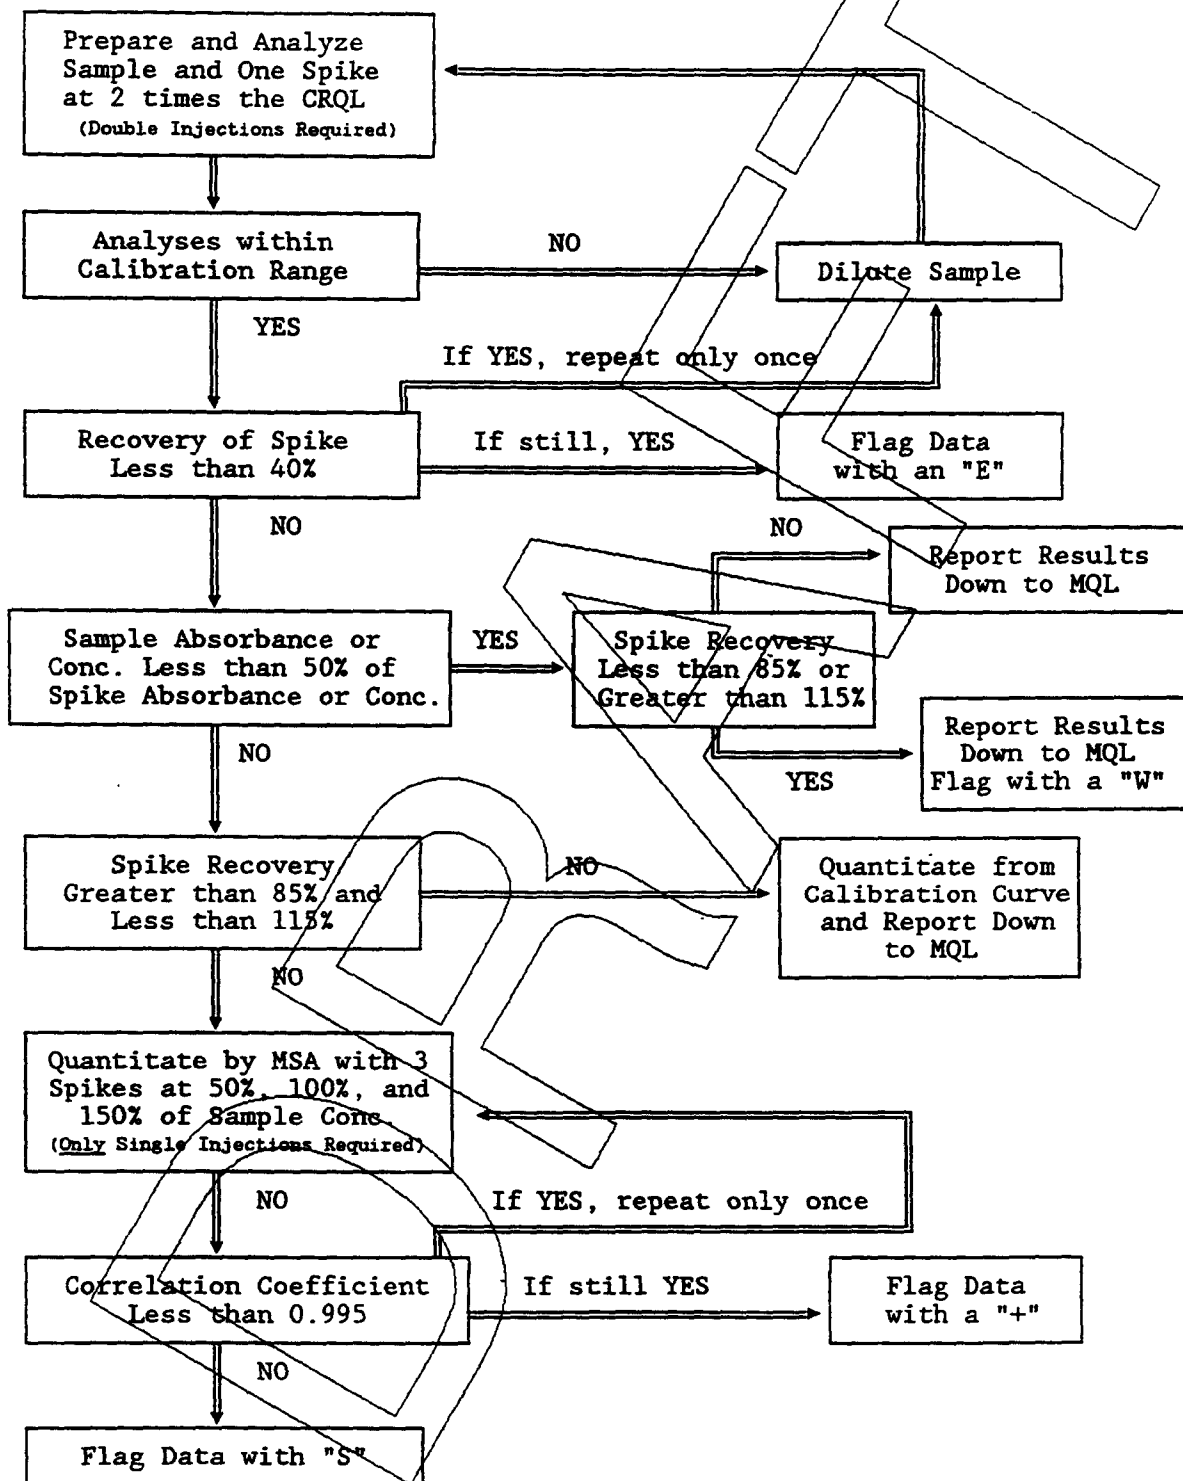 Prepare and Analyze
Sample and One Spike
at 2 times the CRQL
(Double Injections Required)
Analyses within
Calibration Range
NO
Dilute Sample
YES
If YES, repeat only once
Recovery of Spike
Less than 40%
If still, YES
Flag Data
with an "E"
NO
NO
Report Results
Down to MQL
Sample Absorbance or
Conc. Less than 50% of
Spike Absorbance or Conc.
YES
Spike Recovery
Less than 85% or
Greater than 115%
Report Results
Down to MQL
Flag with a "W"
YES
NO
Spike Recovery
Greater than 85% and
Less than 115%
NO
Quantitate from
Calibration Curve
and Report Down
to MQL
NO
Quantitate by MSA with 3
Spikes at 50%, 100%, and
150% of Sample Conc.
(Only Single Injections Required)
NO
If YES, repeat only once
Correlation Coefficient
Less than 0.995
If still YES
Flag Data
with a "+"
NO
Flag Data with "S"
DRAFT